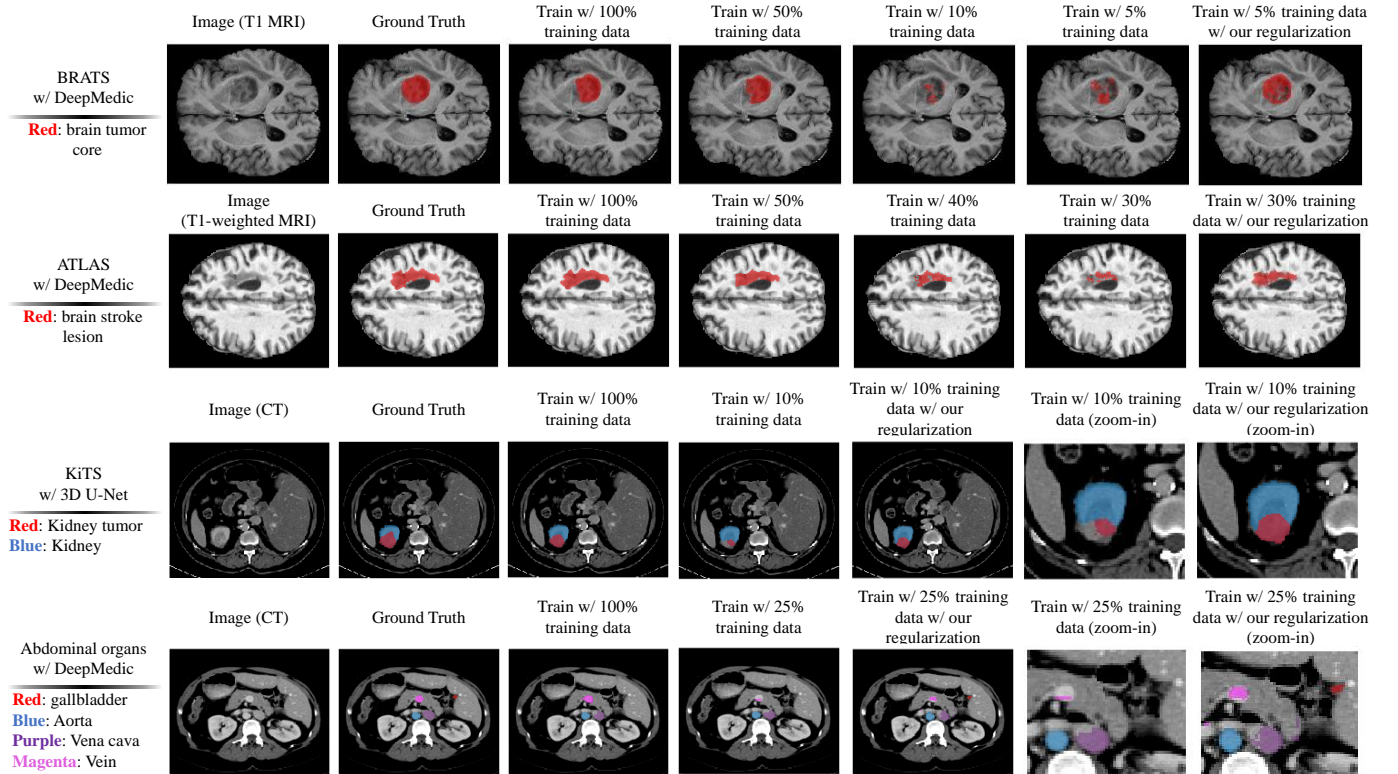 Image (T1 MRI)
Ground Truth
Train w/ 100%
training data
Train w/ 50%
training data
Train w/ 10%
training data
Train w/ 5%
training data
Train w/ 5% training data
w/ our regularization
BRATS
w/ DeepMedic
Red: brain tumor
core
Image
(T1-weighted MRI)
Ground Truth
Train w/ 100%
training data
Train w/ 50%
training data
Train w/ 40%
training data
Train w/ 30%
training data
Train w/ 30% training
data w/ our regularization
ATLAS
w/ DeepMedic
Red: brain stroke
lesion
Image (CT)
Ground Truth
Train w/ 100%
training data
Train w/ 10%
training data
Train w/ 10% training
data w/ our
regularization
Train w/ 10% training
data (zoom-in)
Train w/ 10% training
data w/ our regularization
(zoom-in)
KiTS
w/ 3D U-Net
Red: Kidney tumor
Blue: Kidney
Image (CT)
Ground Truth
Train w/ 100%
training data
Train w/ 25%
training data
Train w/ 25% training
data w/ our
regularization
Train w/ 25% training
data (zoom-in)
Train w/ 25% training
data w/ our regularization
(zoom-in)
Abdominal organs
w/ DeepMedic
Red: gallbladder
Blue: Aorta
Purple: Vena cava
Magenta: Vein